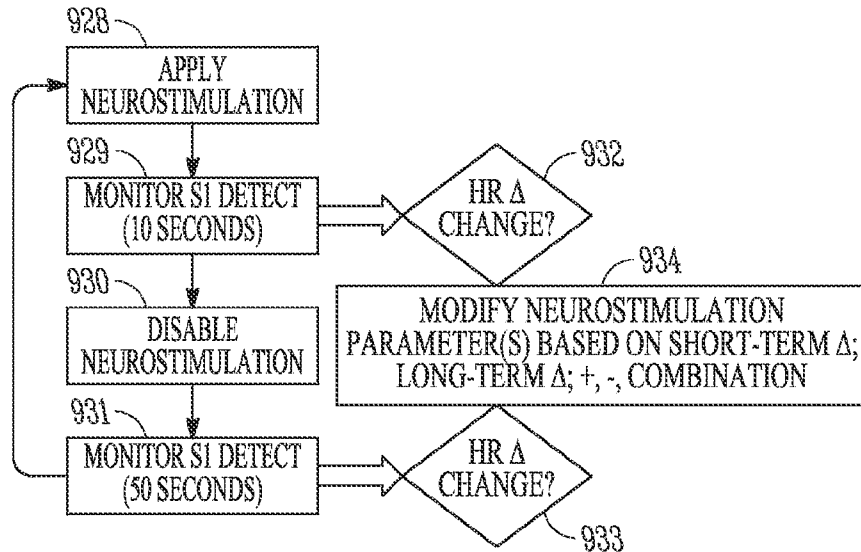 928
APPLY
NEUROSTIMULATION
929
MONITOR S1 DETECT
(10 SECONDS)
932
HR Δ
CHANGE?
930
DISABLE
NEUROSTIMULATION
934
MODIFY NEUROSTIMULATION
PARAMETER(S) BASED ON SHORT-TERM Δ;
LONG-TERM Δ; +, -, COMBINATION
931
MONITOR S1 DETECT
(50 SECONDS)
HR Δ
CHANGE?
933